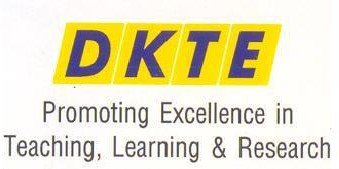 DKTE
Promoting Excellence in
Teaching, Learning & Research